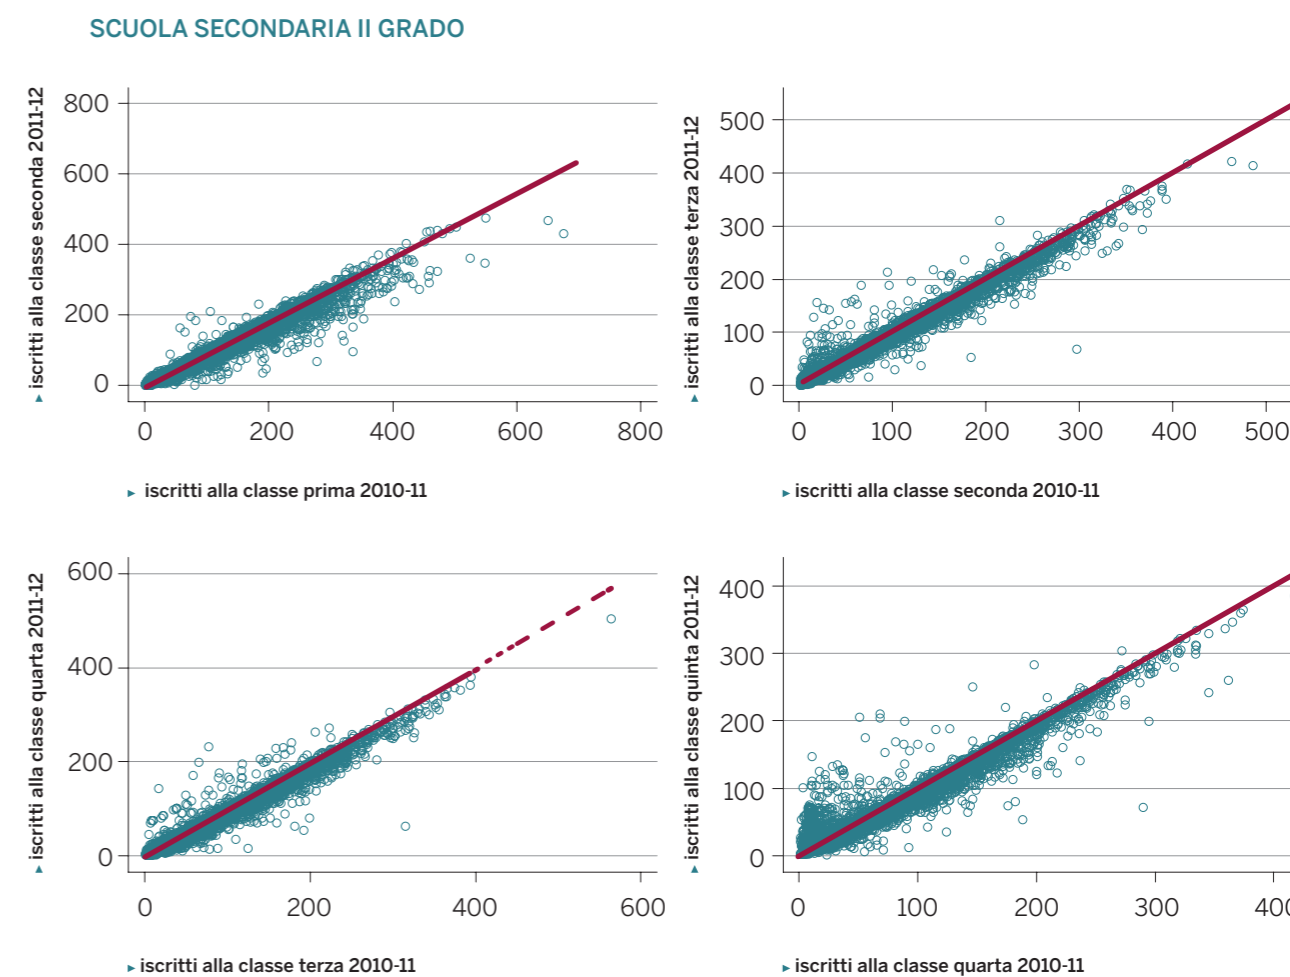 SCUOLA SECONDARIA II GRADO
▲ iscritti alla classe seconda 2011-12
800
600
400
200
0
0 200 400 600 800
► iscritti alla classe prima 2010-11
▲ iscritti alla classe terza 2011-12
500
400
300
200
100
0
0 100 200 300 400 500
► iscritti alla classe seconda 2010-11
▲ iscritti alla classe quarta 2011-12
600
400
200
0
0 200 400 600
► iscritti alla classe terza 2010-11
▲ iscritti alla classe quinta 2011-12
400
300
200
100
0
0 100 200 300 400
► iscritti alla classe quarta 2010-11